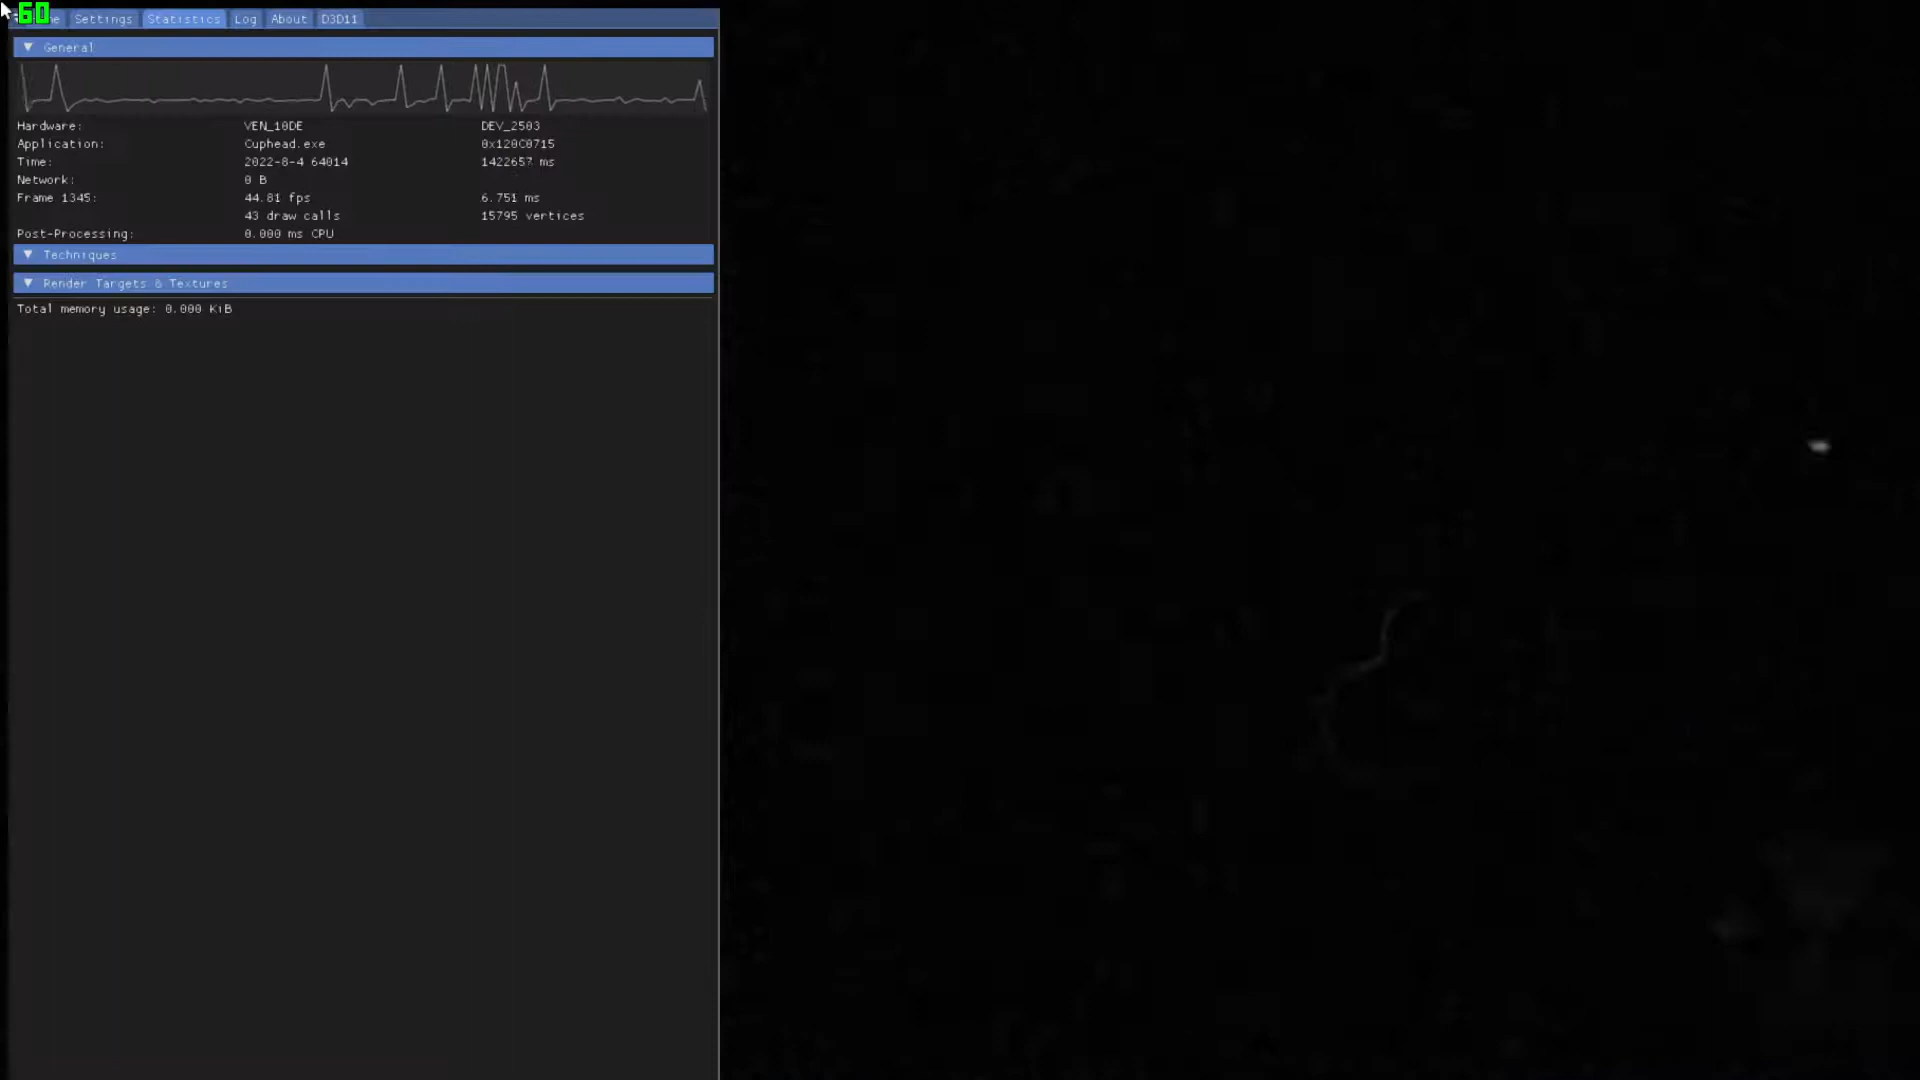 60 Settings Statistics Log About D3D11
General
Hardware: VEN_10DE DEV_2503
Application: Cuphead.exe 0x120C0715
Time: 2022-8-4 64014 1422657 ms
Network: 0 B
Frame 1345: 44.81 fps 6.751 ms
43 draw calls 15795 vertices
Post-Processing: 0.000 ms CPU
Techniques
Render Targets & Textures
Total memory usage: 0.000 KiB